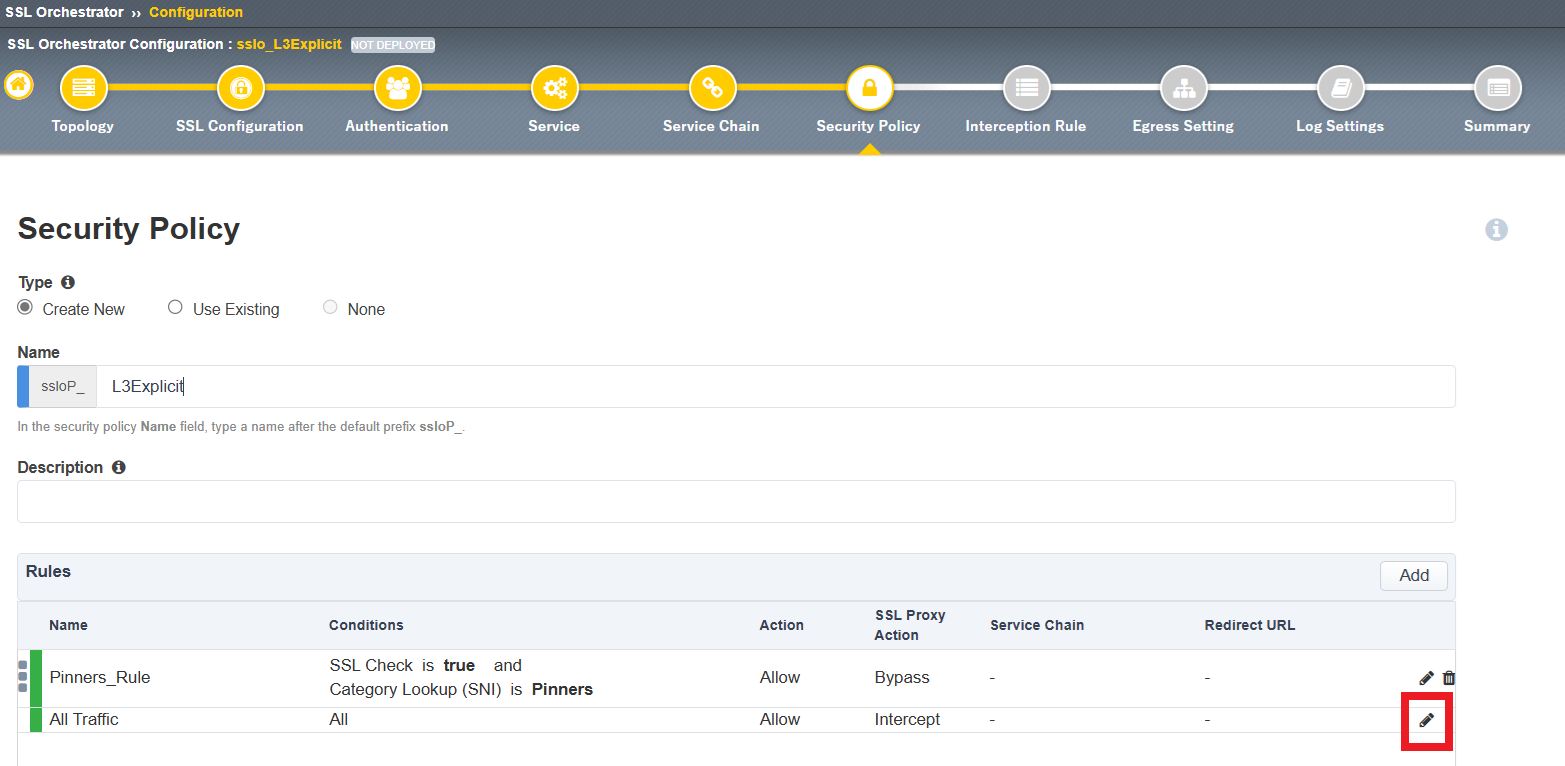 SSL Orchestrator ›› Configuration
SSL Orchestrator Configuration : sslo_L3Explicit NOT DEPLOYED
Topology SSL Configuration Authentication Service Service Chain Security Policy Interception Rule Egress Setting Log Settings Summary
Security Policy
Type
Create New Use Existing None
Name
ssloP_ L3Explicit
In the security policy Name field, type a name after the default prefix ssloP_.
Description
Rules Add
Name Conditions Action SSL Proxy Action Service Chain Redirect URL
Pinners_Rule SSL Check is true and
Category Lookup (SNI) is Pinners Allow Bypass - -
All Traffic All Allow Intercept - -